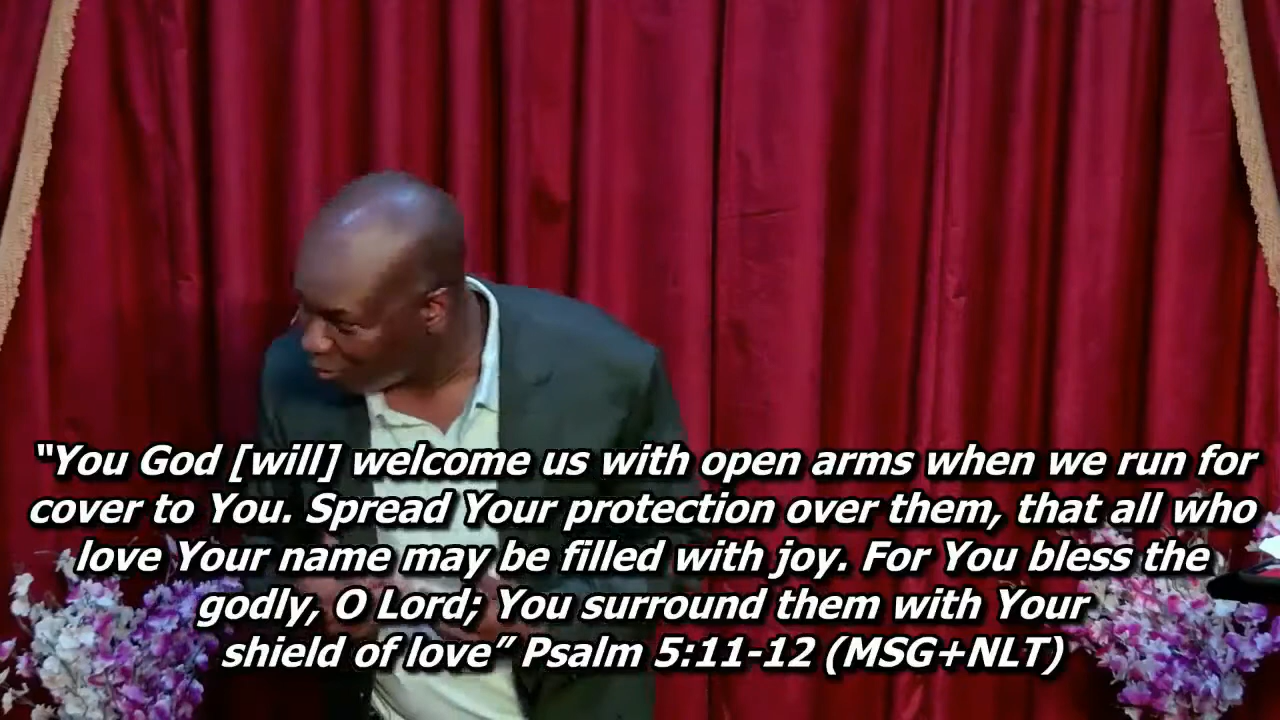 “You God [will] welcome us with open arms when we run for
cover to You. Spread Your protection over them, that all who
love Your name may be filled with joy. For You bless the
godly, O Lord; You surround them with Your
shield of love” Psalm 5:11-12 (MSG+NLT)